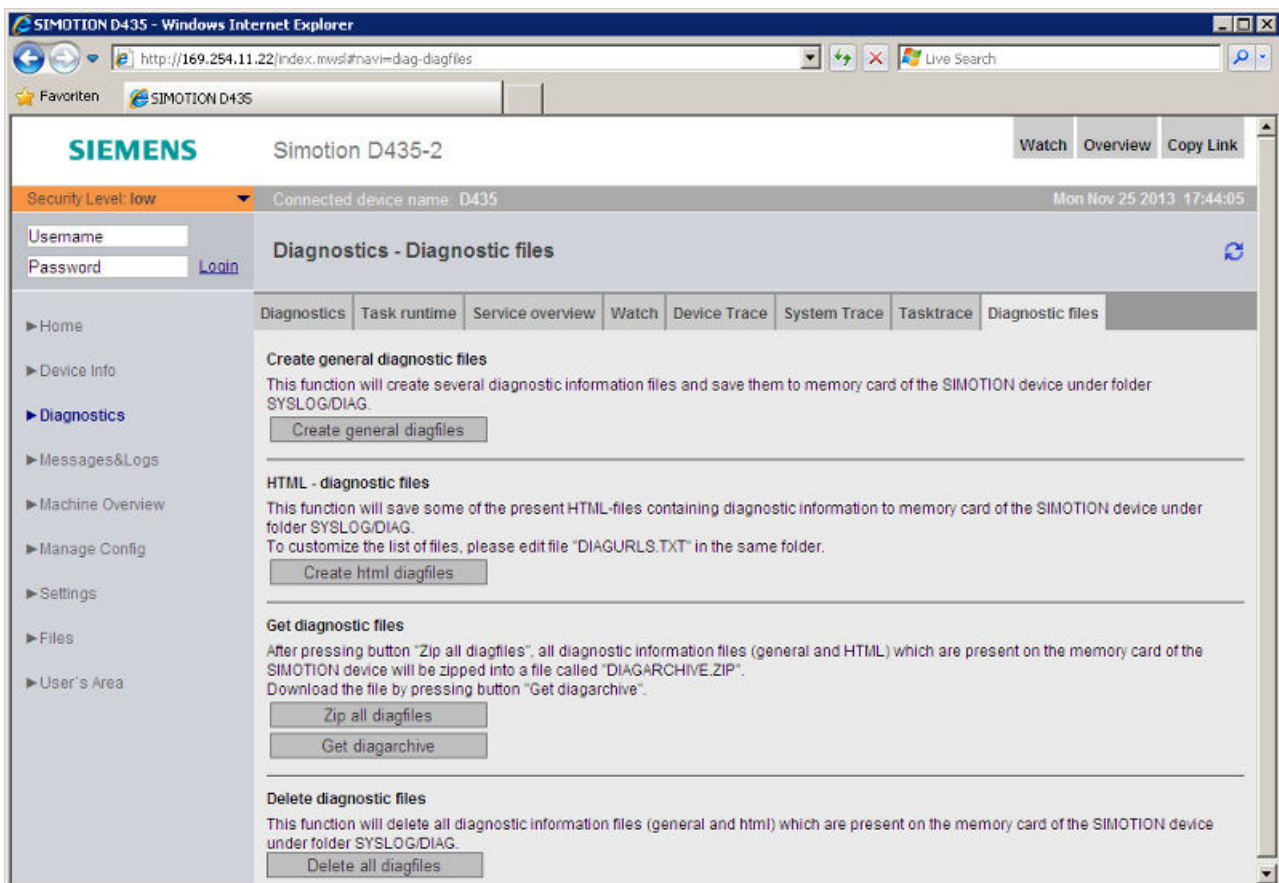 SIMOTION D435 - Windows Internet Explorer
http://169.254.11.22/index.mwsl#navi=diag-diagfiles
Live Search
Favoriten
SIMOTION D435
SIEMENS
Simotion D435-2
Watch
Overview
Copy Link
Security Level: low
Connected device name: D435
Mon Nov 25 2013 17:44:05
Username
Password
Login
Diagnostics - Diagnostic files
►Home
►Device Info
►Diagnostics
►Messages&Logs
►Machine Overview
►Manage Config
►Settings
►Files
►User's Area
Diagnostics
Task runtime
Service overview
Watch
Device Trace
System Trace
Tasktrace
Diagnostic files
Create general diagnostic files
This function will create several diagnostic information files and save them to memory card of the SIMOTION device under folder
SYSLOG/DIAG.
Create general diagfiles
HTML - diagnostic files
This function will save some of the present HTML-files containing diagnostic information to memory card of the SIMOTION device under
folder SYSLOG/DIAG.
To customize the list of files, please edit file "DIAGURLS.TXT" in the same folder.
Create html diagfiles
Get diagnostic files
After pressing button "Zip all diagfiles", all diagnostic information files (general and HTML) which are present on the memory card of the
SIMOTION device will be zipped into a file called "DIAGARCHIVE.ZIP".
Download the file by pressing button "Get diagarchive".
Zip all diagfiles
Get diagarchive
Delete diagnostic files
This function will delete all diagnostic information files (general and html) which are present on the memory card of the SIMOTION device
under folder SYSLOG/DIAG.
Delete all diagfiles